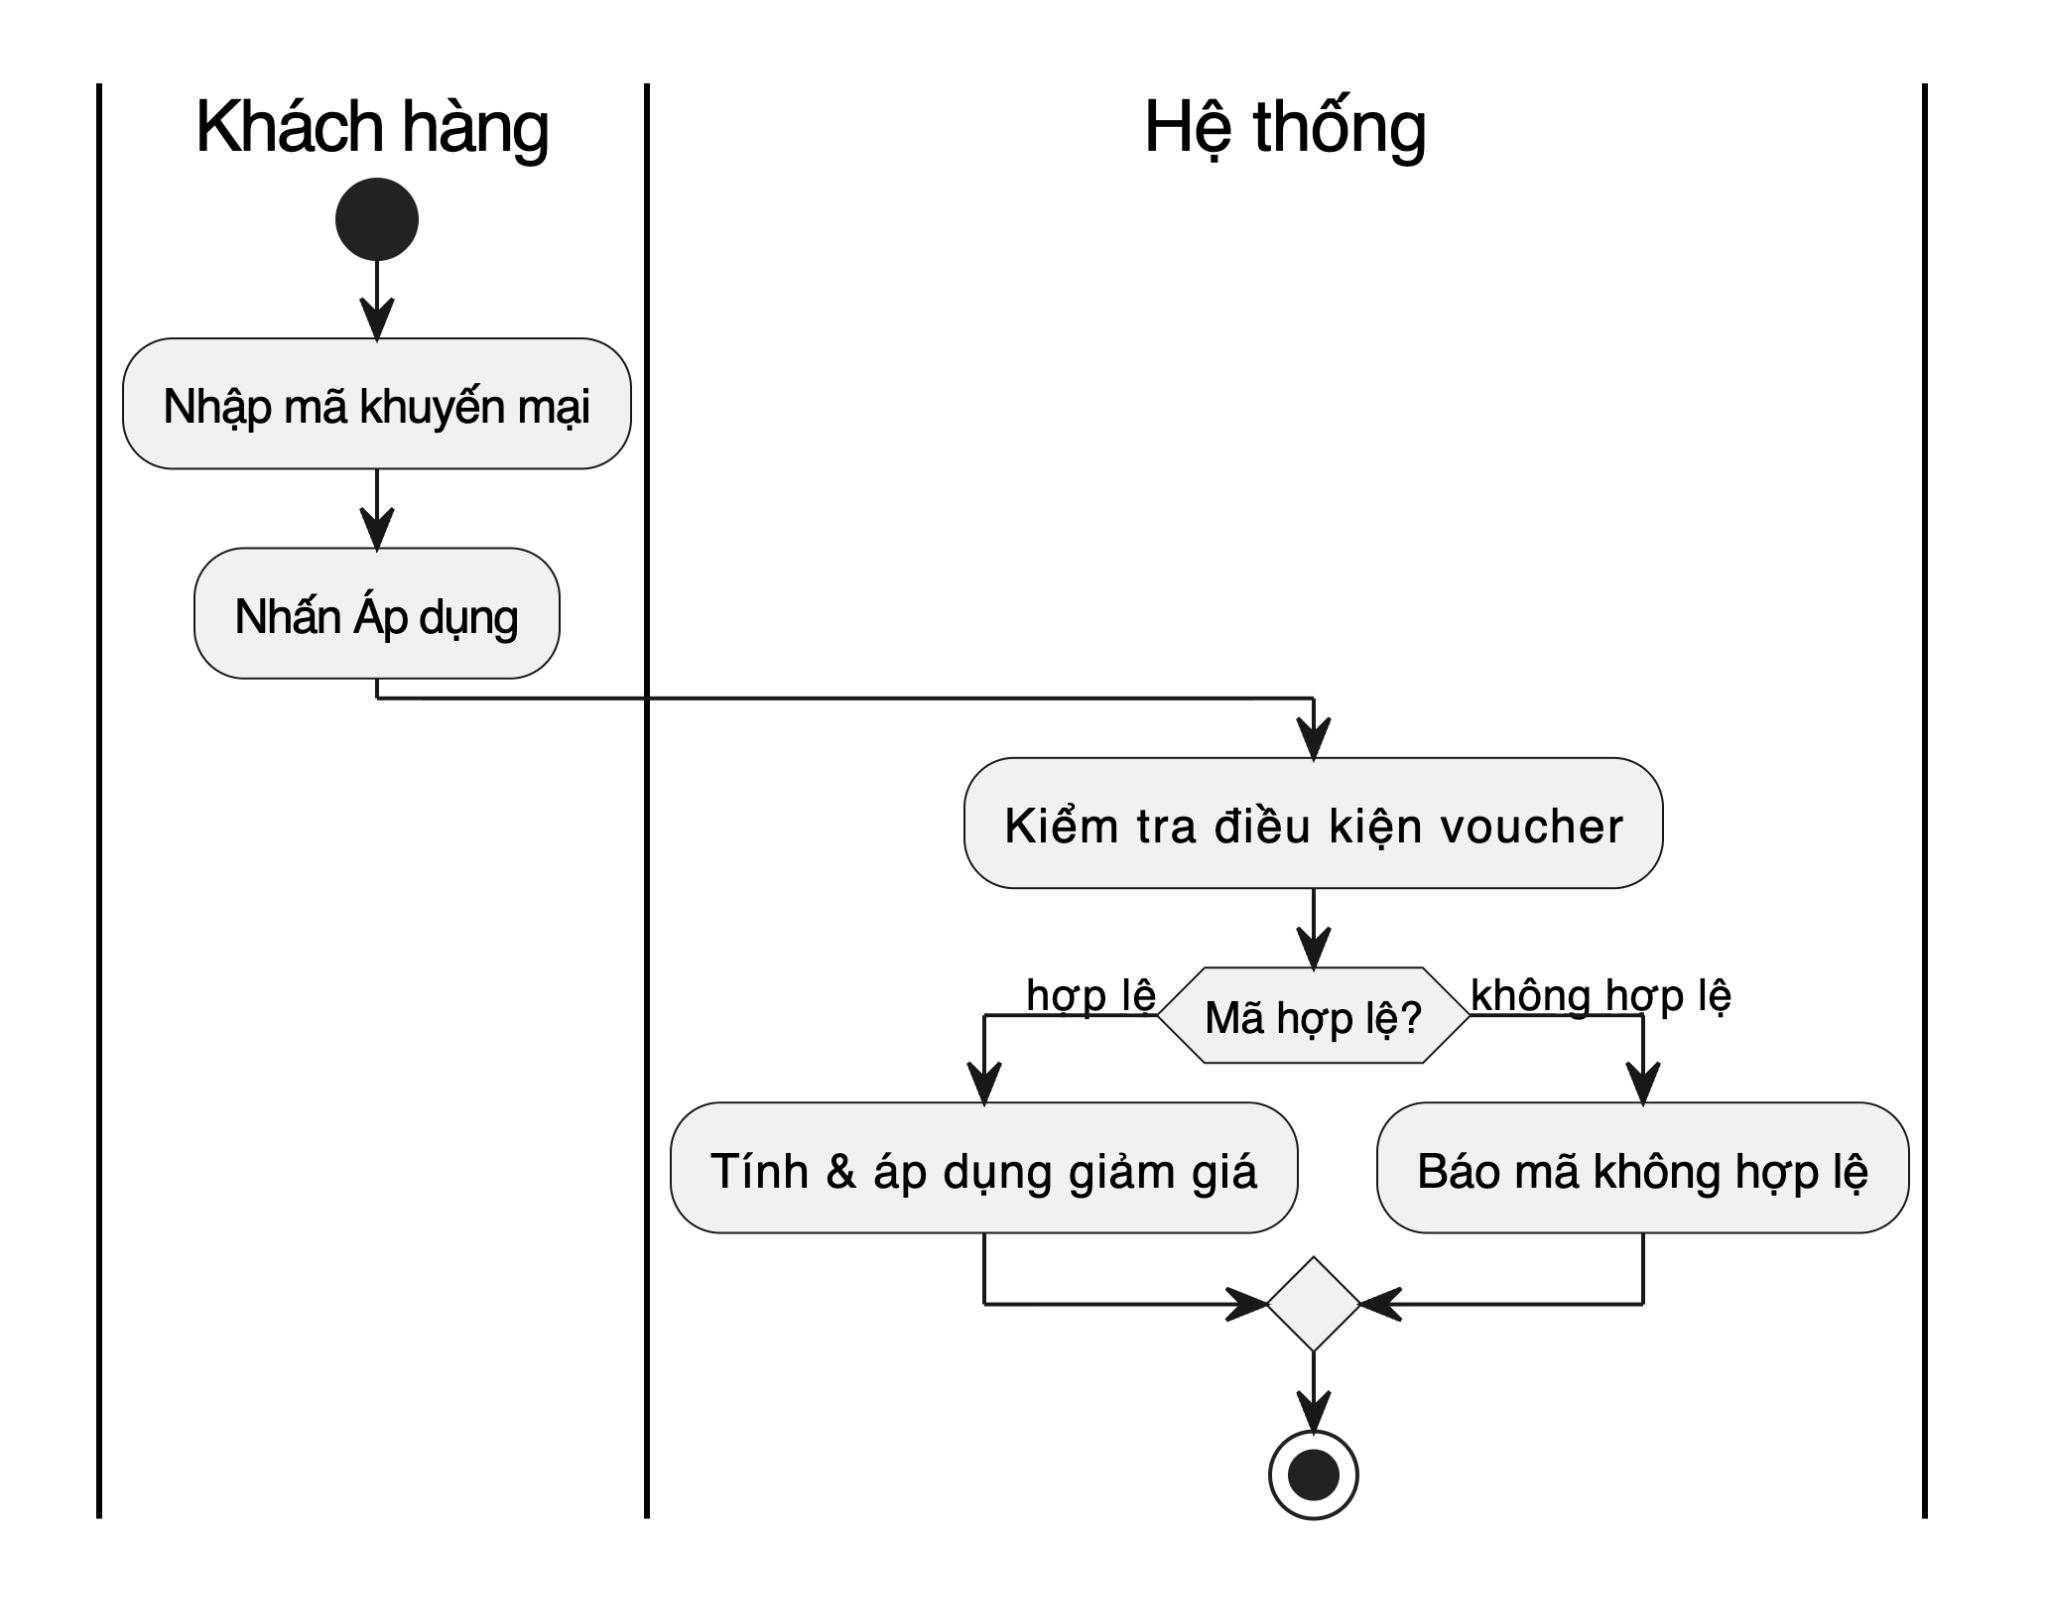 Khách hàng
Hệ thống
Nhập mã khuyến mại
Nhấn Áp dụng
Kiểm tra điều kiện voucher
hợp lệ
Mã hợp lệ?
không hợp lệ
Tính & áp dụng giảm giá
Báo mã không hợp lệ